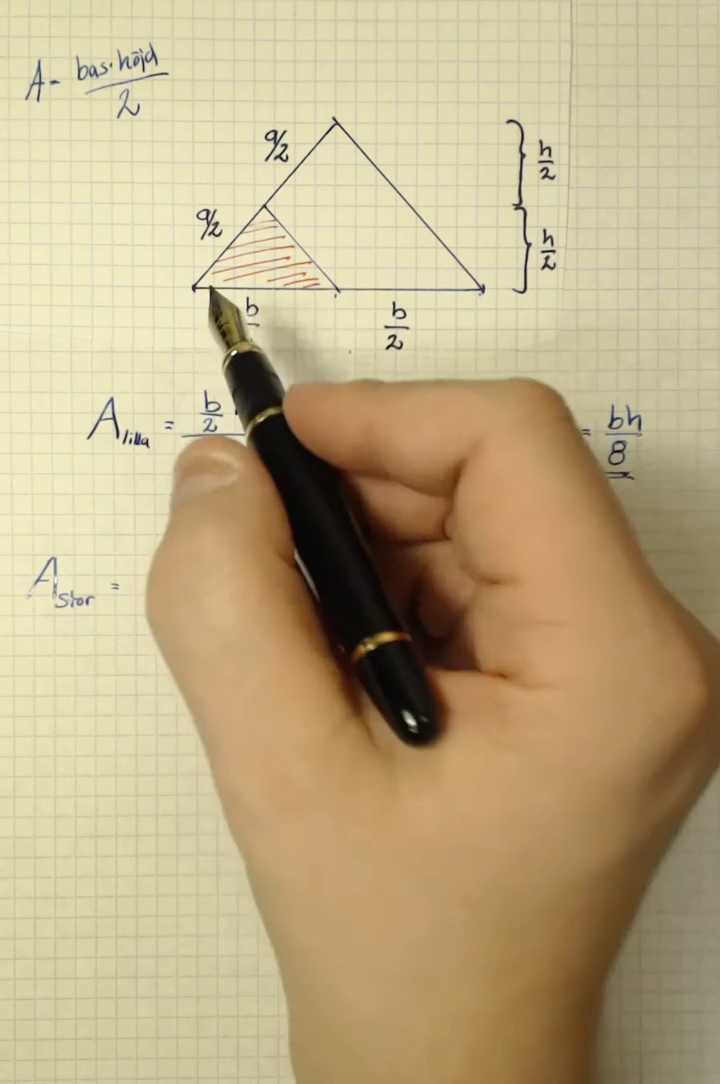 A = bas·höjd / 2
a/2
h/2
a/2
h/2
b
b/2
A lilla = b/2 · = bh/8
A stor =